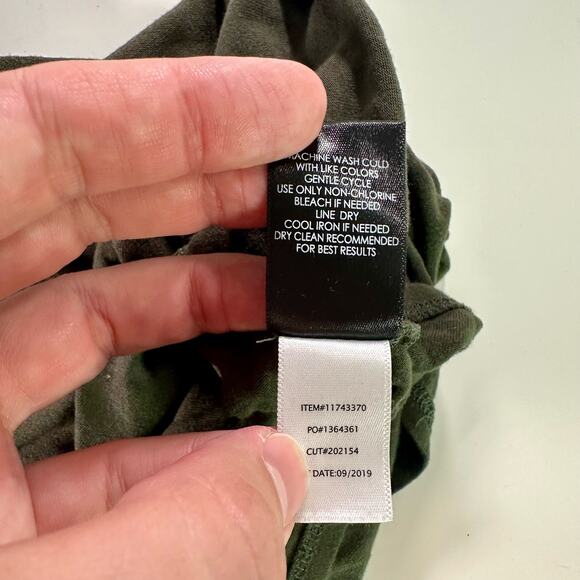 MACHINE WASH COLD
WITH LIKE COLORS
GENTLE CYCLE
USE ONLY NON-CHLORINE
BLEACH IF NEEDED
LINE DRY
COOL IRON IF NEEDED
DRY CLEAN RECOMMENDED
FOR BEST RESULTS
ITEM#11743370
PO#1364361
CUT#202154
DATE:09/2019